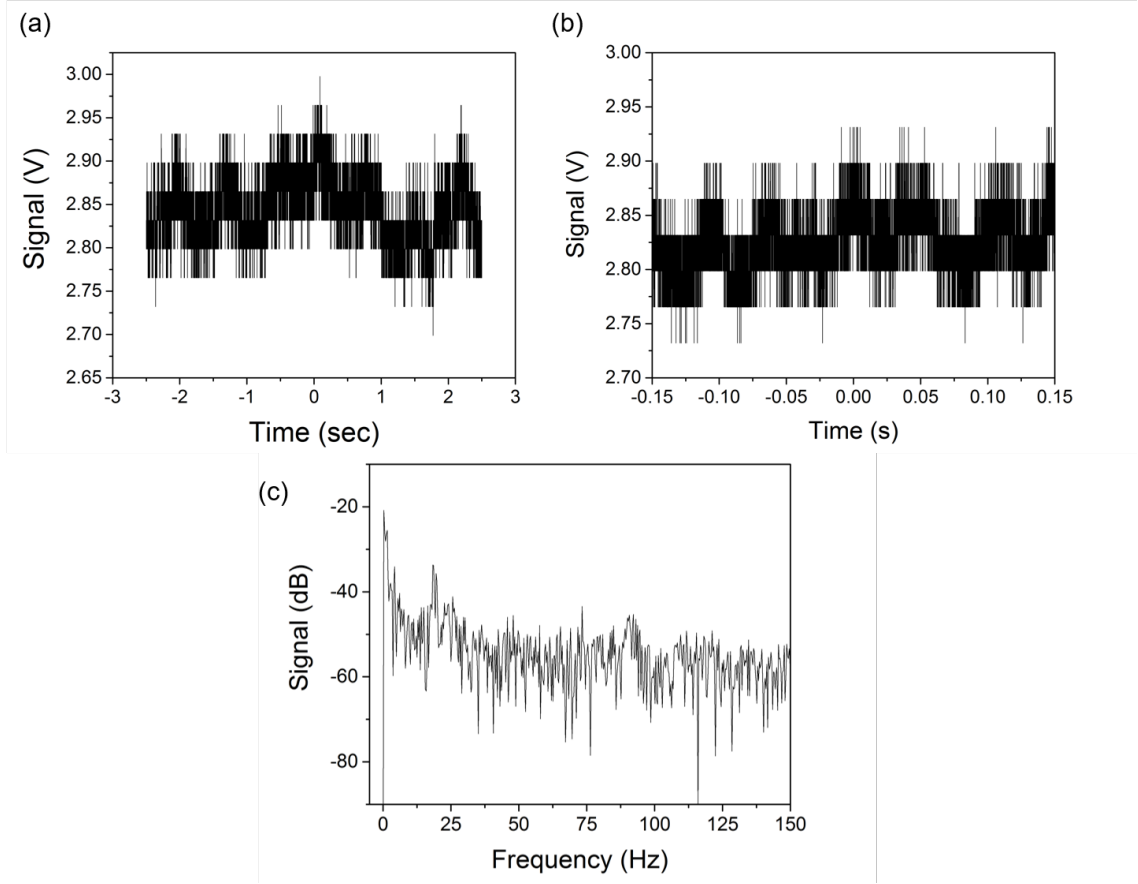 (a)
3.00
2.95
2.90
2.85
2.80
2.75
2.70
2.65
Signal (V)
-3 -2 -1 0 1 2 3
Time (sec)
(b)
3.00
2.95
2.90
2.85
2.80
2.75
2.70
Signal (V)
-0.15 -0.10 -0.05 0.00 0.05 0.10 0.15
Time (s)
(c)
-20
-40
-60
-80
Signal (dB)
0 25 50 75 100 125 150
Frequency (Hz)